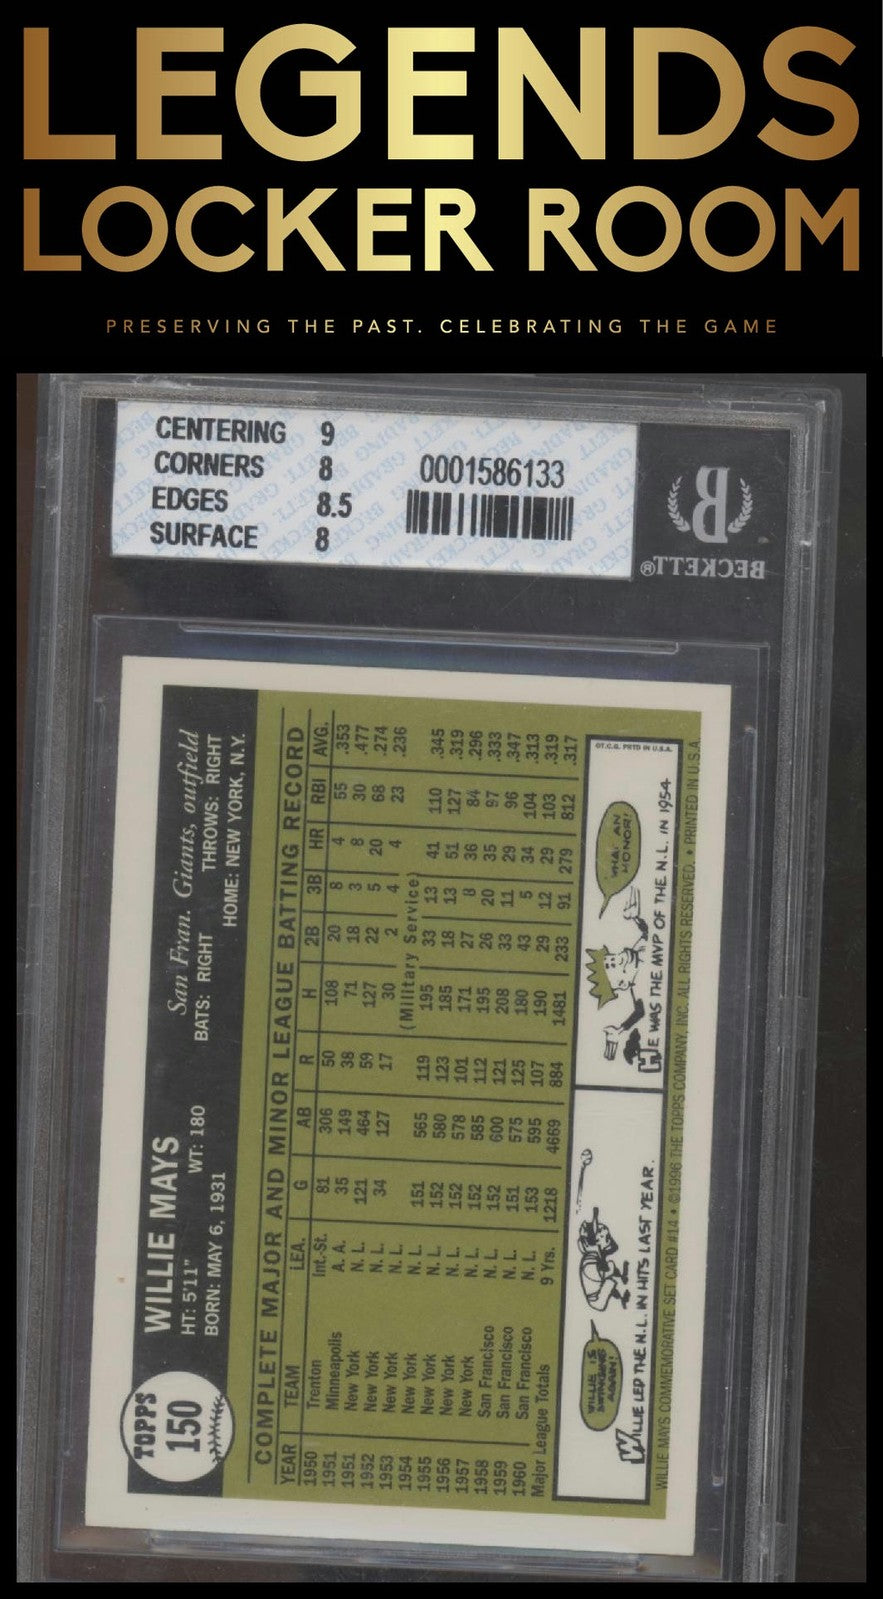 LEGENDS
LOCKER ROOM
PRESERVING THE PAST. CELEBRATING THE GAME
CENTERING 9
CORNERS 8
EDGES 8.5
SURFACE 8
0001586133
BECKETT GRADING
B
BECKETT®
TOPPS
150
WILLIE MAYS San Fran. Giants, outfield
HT: 5'11" WT: 180 BATS: RIGHT THROWS: RIGHT
BORN: MAY 6, 1931 HOME: NEW YORK, N.Y.
COMPLETE MAJOR AND MINOR LEAGUE BATTING RECORD
YEAR TEAM LEA. G AB R H 2B 3B HR RBI AVG.
1950 Trenton Int.-St. 81 306 50 108 20 8 4 55 .353
1951 Minneapolis A. A. 35 149 38 71 18 3 8 30 .477
1951 New York N. L. 121 464 59 127 22 5 20 68 .274
1952 New York N. L. 34 127 17 30 2 4 4 23 .236
1953 New York N. L. (Military Service)
1954 New York N. L. 151 565 119 195 33 13 41 110 .345
1955 New York N. L. 152 580 123 185 18 13 51 127 .319
1956 New York N. L. 152 578 101 171 27 8 36 84 .296
1957 New York N. L. 152 585 112 195 26 20 35 97 .333
1958 San Francisco N. L. 152 600 121 208 33 11 29 96 .347
1959 San Francisco N. L. 151 575 125 180 43 5 34 104 .313
1960 San Francisco N. L. 153 595 107 190 29 12 29 103 .319
Major League Totals 9 Yrs. 1218 4669 884 1481 233 91 279 812 .317
WILLIE IS SWINGING AGAIN!
WILLIE LED THE N.L. IN HITS LAST YEAR.
©T.C.G. PRTD IN U.S.A.
WHAT AN HONOR!
HE WAS THE MVP OF THE N.L. IN 1954
WILLIE MAYS COMMEMORATIVE SET CARD #14 • ©1996 THE TOPPS COMPANY, INC. ALL RIGHTS RESERVED. • PRINTED IN U.S.A.